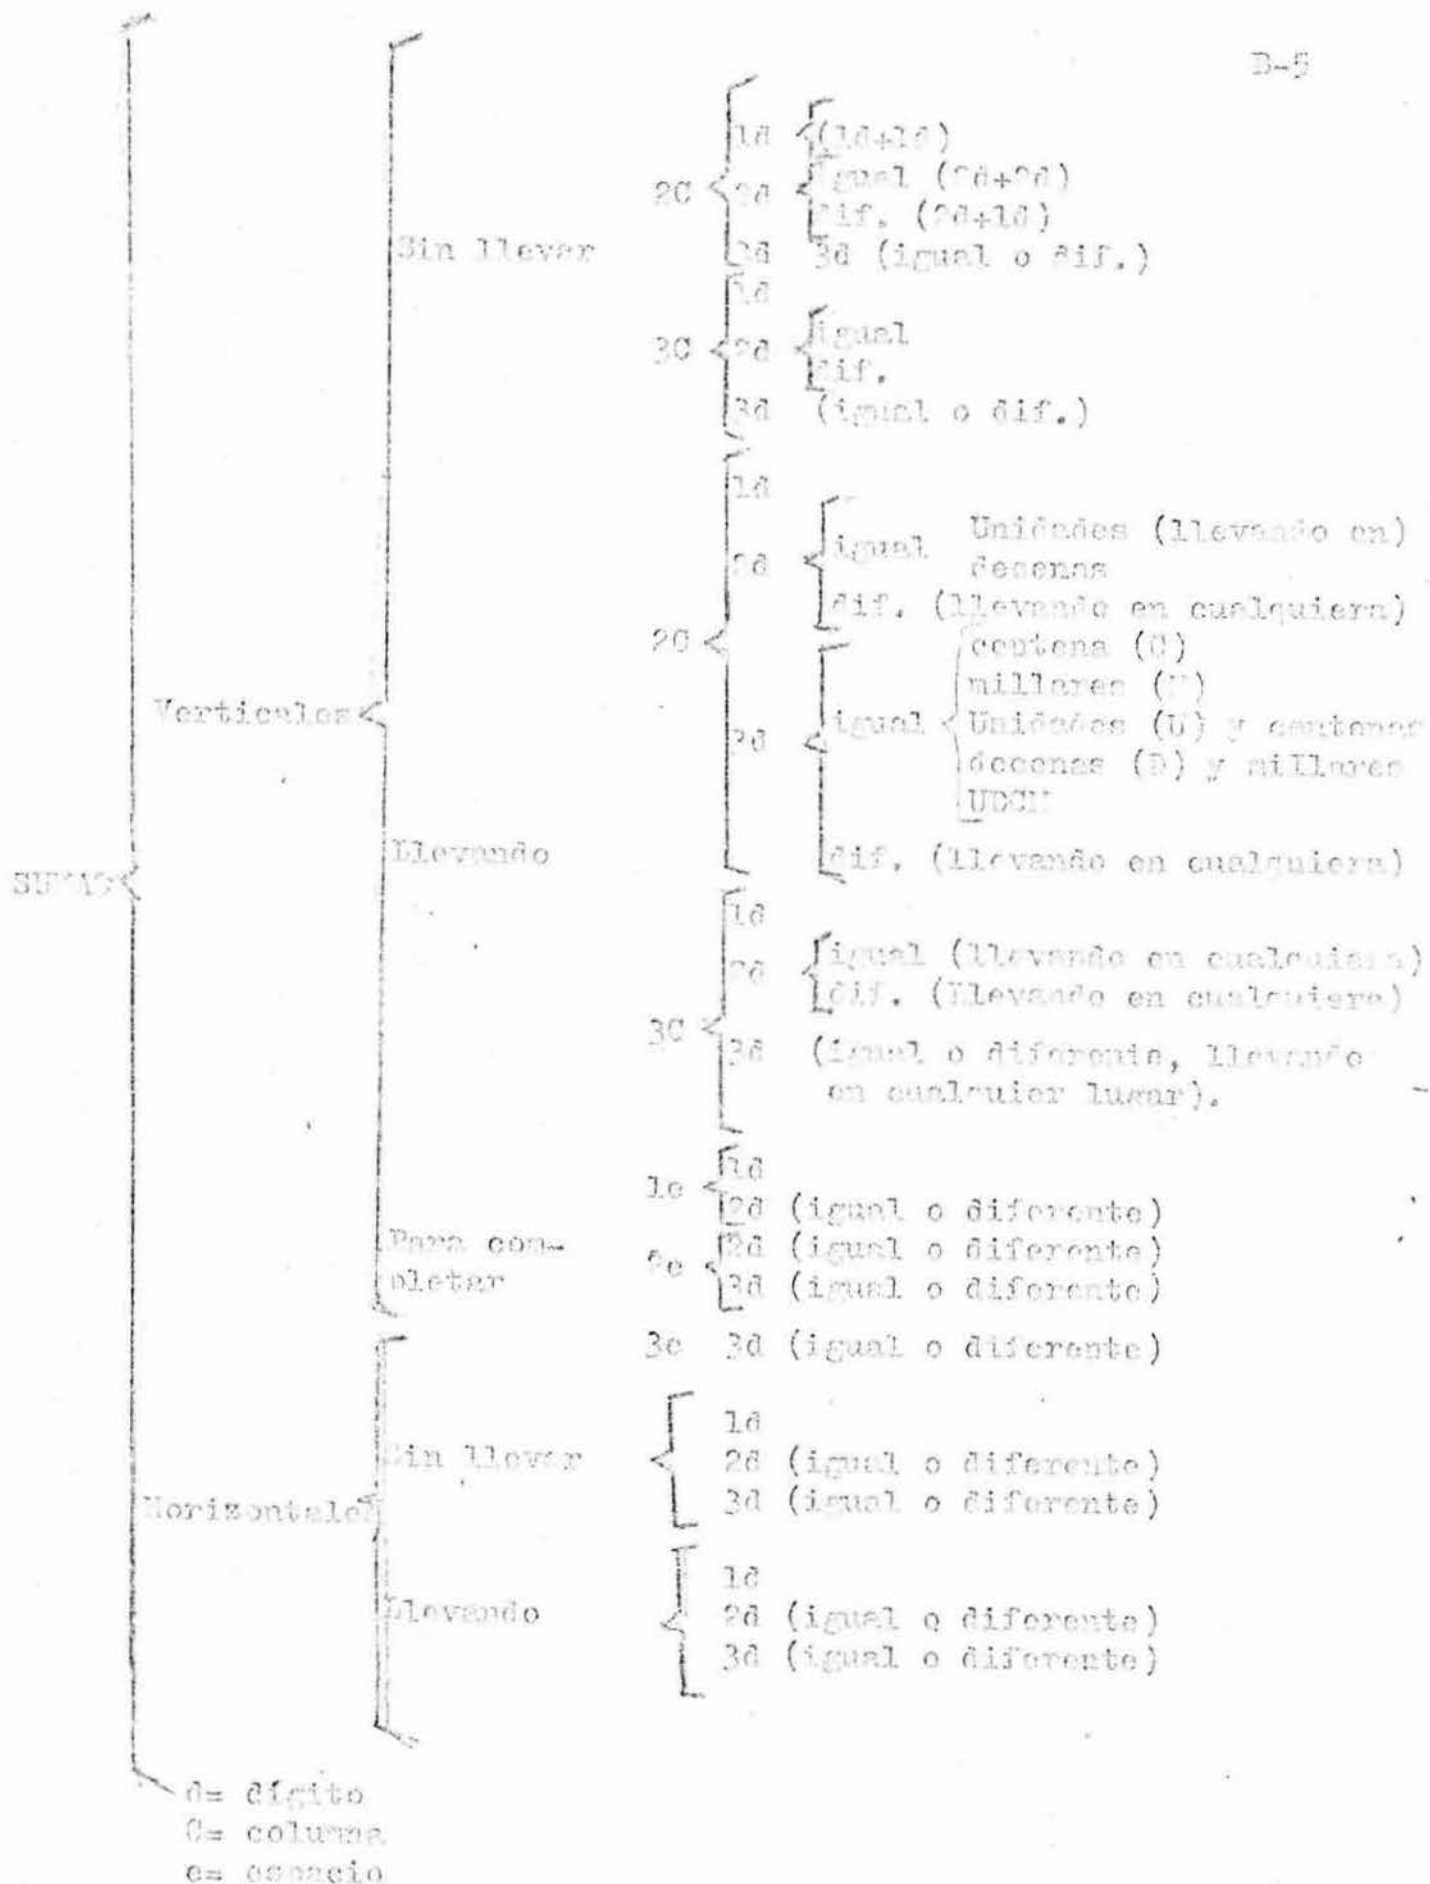 B-5
1d (1d+1d)
2C 2d igual (2d+2d)
dif. (2d+1d)
Sin llevar 3d 3d (igual o dif.)
1d
3C 2d igual
dif.
3d (igual o dif.)
1d
2d igual Unidades (llevando en)
decenas
dif. (llevando en cualquiera)
2C centena (C)
millares (M)
Verticales 3d igual Unidades (U) y centenas
decenas (D) y millares
UDCM
Llevando dif. (llevando en cualquiera)
SUMAS
1d
2d igual (llevando en cualquiera)
dif. (Llevando en cualquiera)
3C 3d (igual o diferente, llevando
en cualquier lugar).
1e 1d
2d (igual o diferente)
Para com- 2e 2d (igual o diferente)
pletar 3d (igual o diferente)
3e 3d (igual o diferente)
1d
Sin llevar 2d (igual o diferente)
3d (igual o diferente)
Horizontales
1d
Llevando 2d (igual o diferente)
3d (igual o diferente)
d= dígito
C= columna
e= espacio